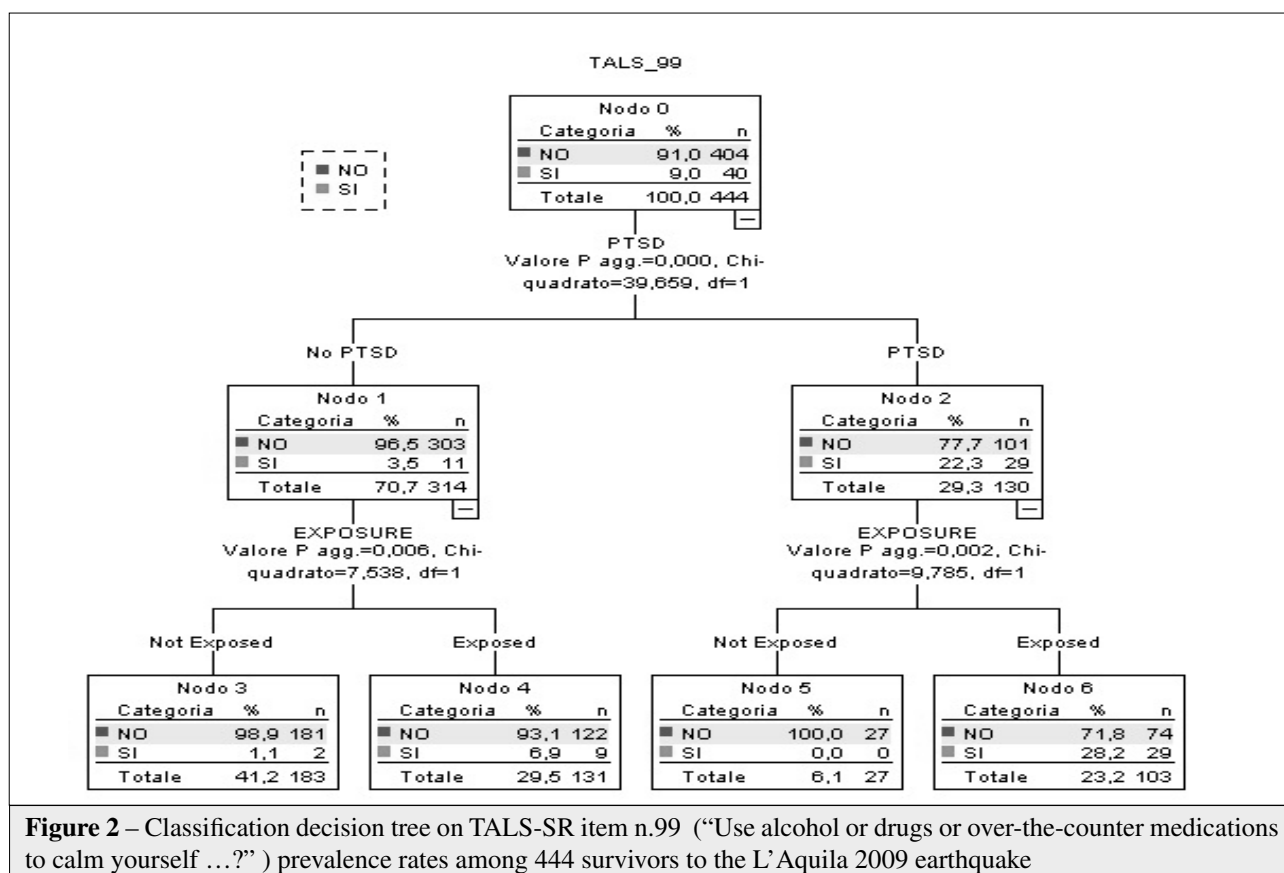 TALS_99
Nodo 0
Categoria % n
NO 91,0 404
SI 9,0 40
Totale 100,0 444
NO
SI
PTSD
Valore P agg.=0,000, Chi-
quadrato=39,659, df=1
No PTSD
PTSD
Nodo 1
Categoria % n
NO 96,5 303
SI 3,5 11
Totale 70,7 314
Nodo 2
Categoria % n
NO 77,7 101
SI 22,3 29
Totale 29,3 130
EXPOSURE
Valore P agg.=0,006, Chi-
quadrato=7,538, df=1
EXPOSURE
Valore P agg.=0,002, Chi-
quadrato=9,785, df=1
Not Exposed
Exposed
Not Exposed
Exposed
Nodo 3
Categoria % n
NO 98,9 181
SI 1,1 2
Totale 41,2 183
Nodo 4
Categoria % n
NO 93,1 122
SI 6,9 9
Totale 29,5 131
Nodo 5
Categoria % n
NO 100,0 27
SI 0,0 0
Totale 6,1 27
Nodo 6
Categoria % n
NO 71,8 74
SI 28,2 29
Totale 23,2 103
Figure 2 – Classification decision tree on TALS-SR item n.99 (“Use alcohol or drugs or over-the-counter medications
to calm yourself …?” ) prevalence rates among 444 survivors to the L’Aquila 2009 earthquake